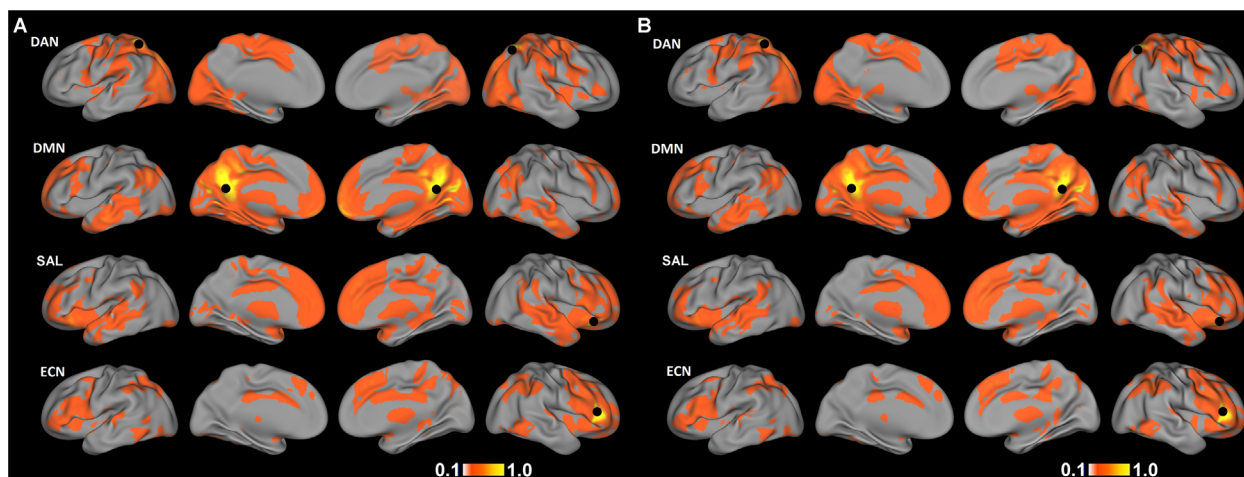 A B
DAN DAN
DMN DMN
SAL SAL
ECN ECN
0.1 1.0 0.1 1.0